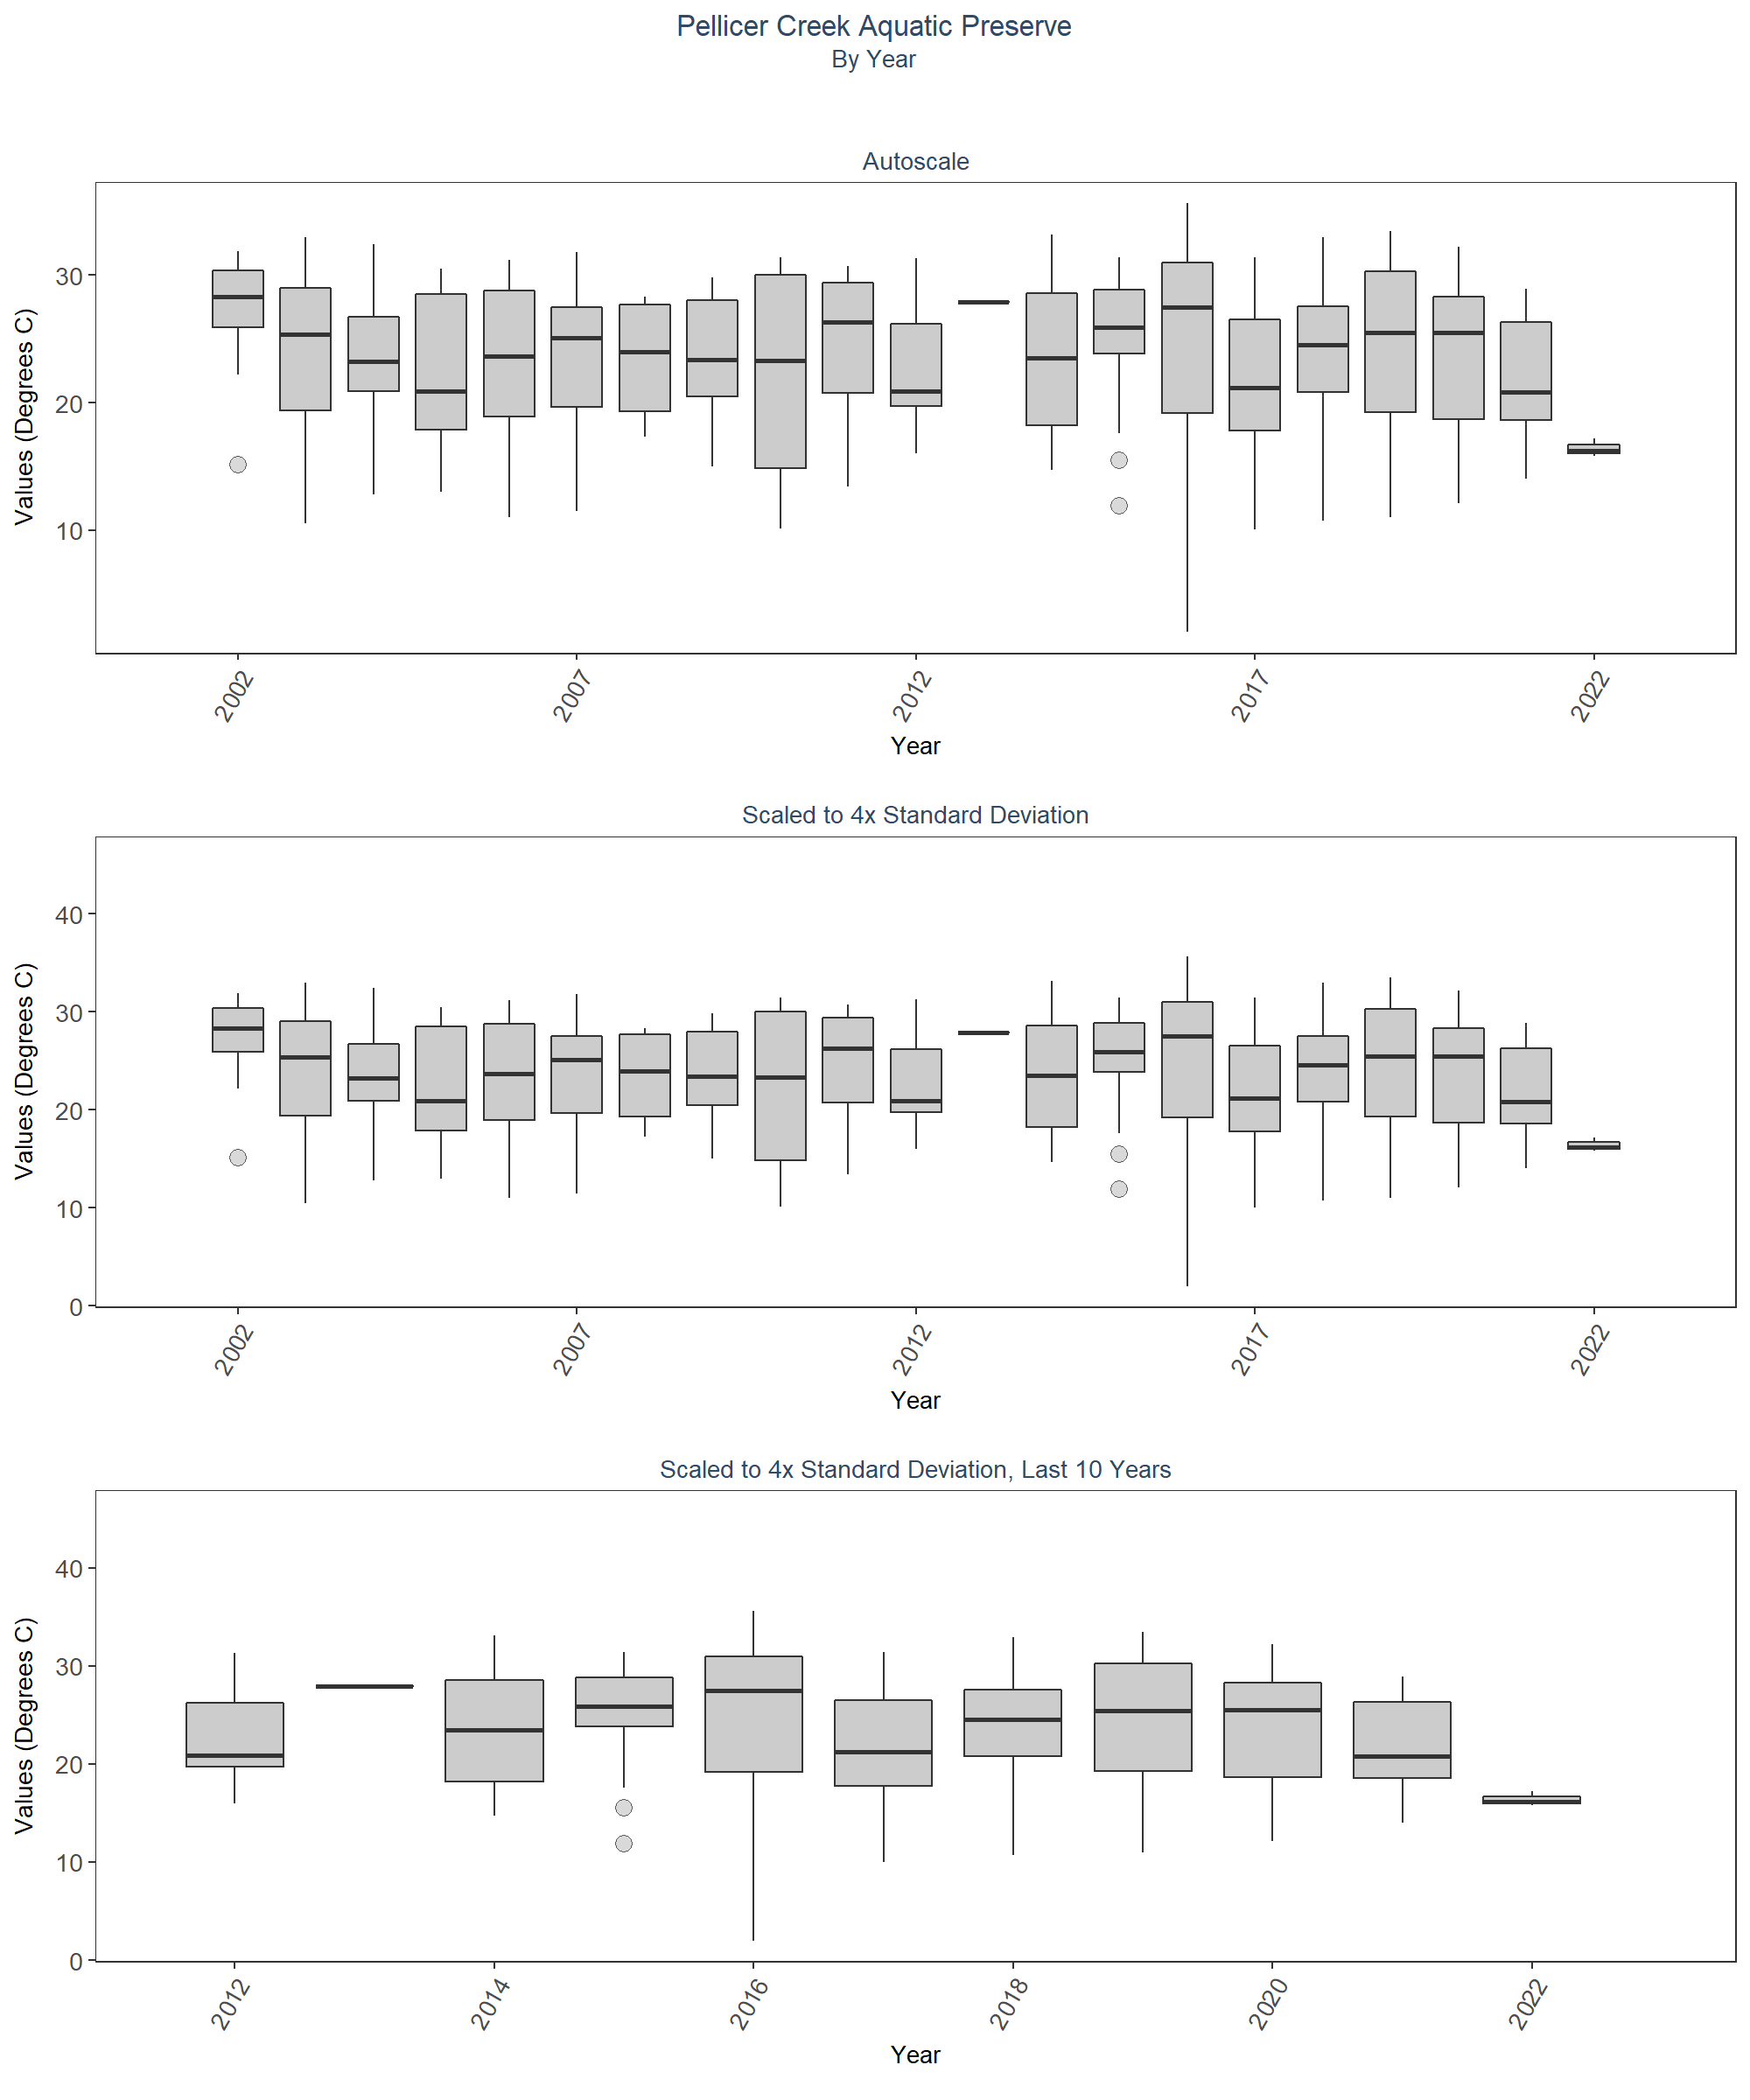 Pellicer Creek Aquatic Preserve
By Year
Autoscale
Values (Degrees C)
30
20
10
2002 2007 2012 2017 2022
Year
Scaled to 4x Standard Deviation
Values (Degrees C)
40
30
20
10
0
2002 2007 2012 2017 2022
Year
Scaled to 4x Standard Deviation, Last 10 Years
Values (Degrees C)
40
30
20
10
0
2012 2014 2016 2018 2020 2022
Year